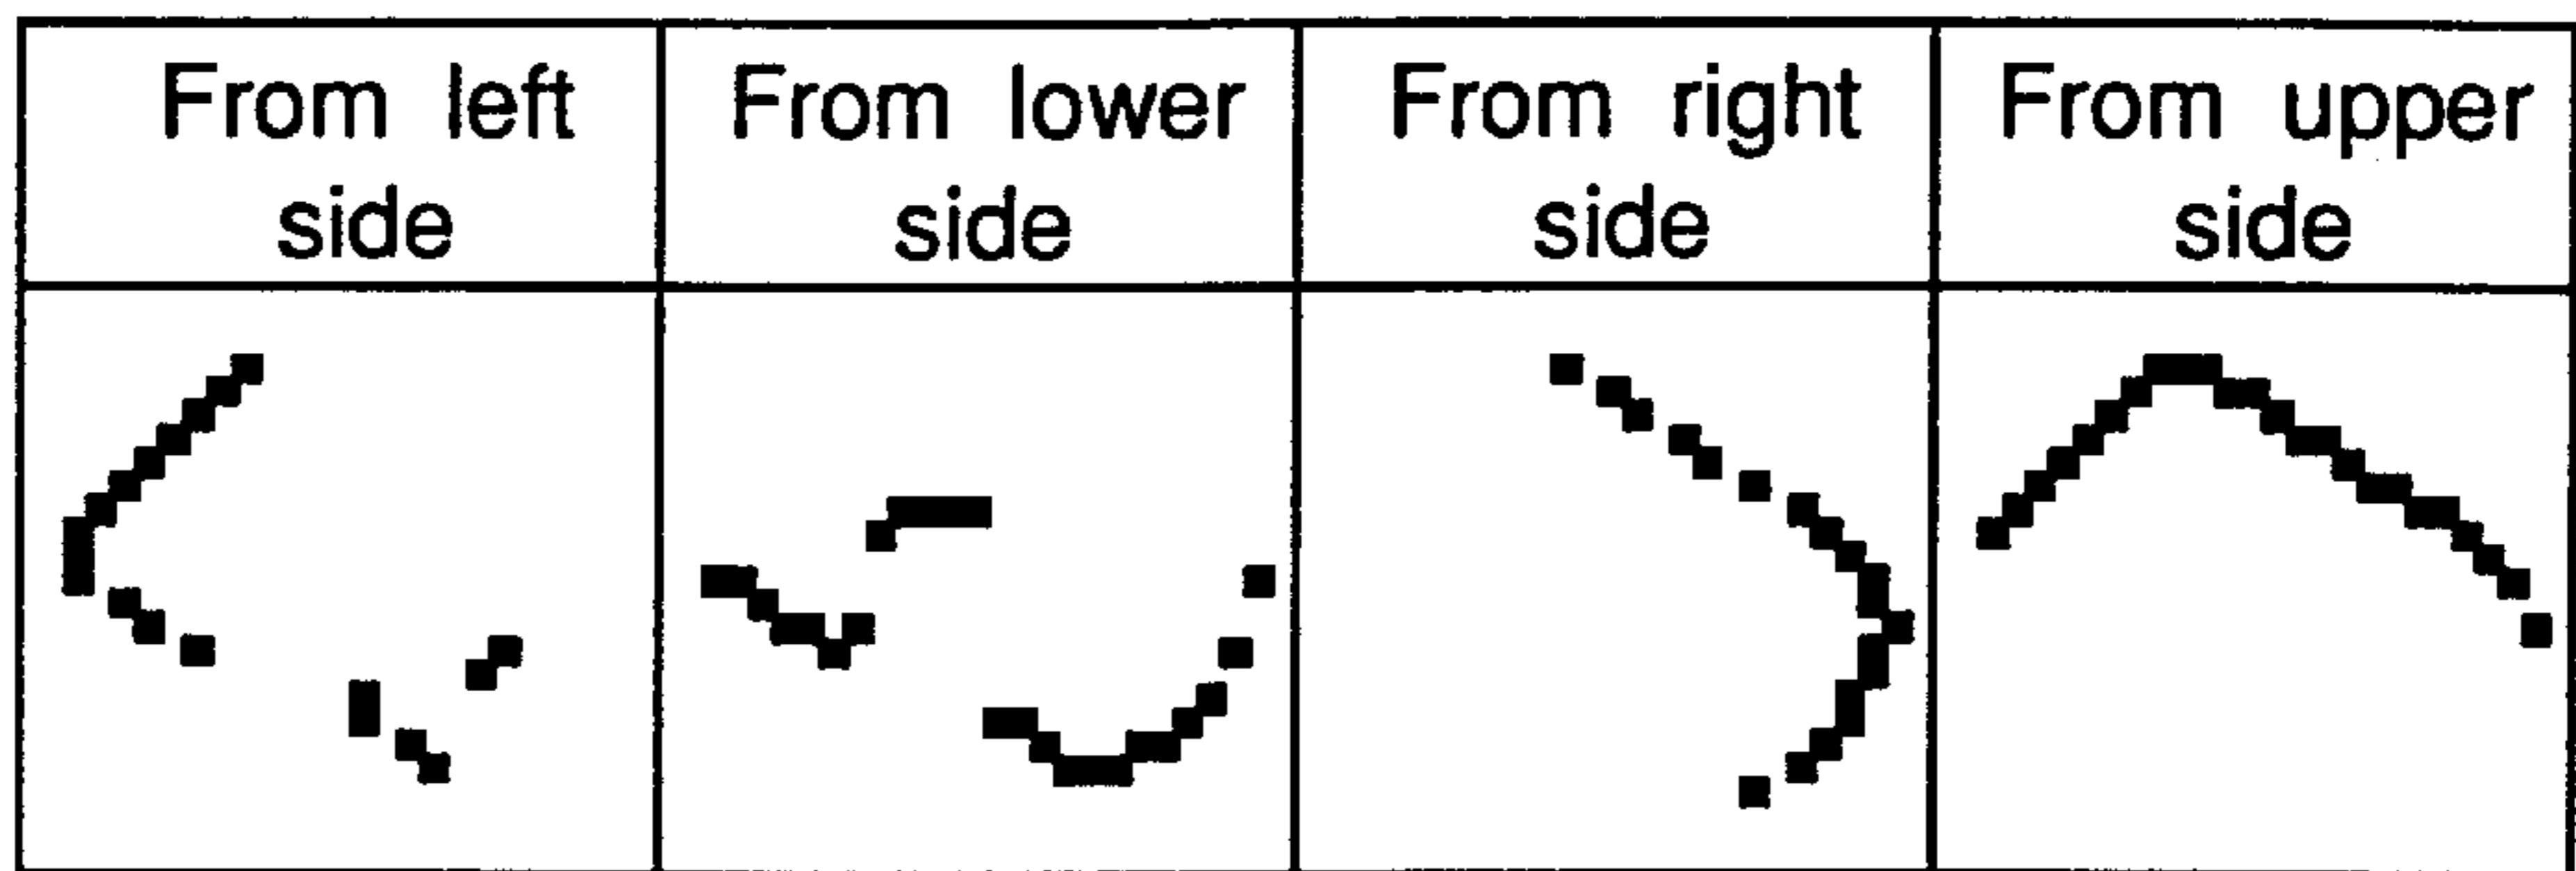 From left
side
From lower
side
From right
side
From upper
side